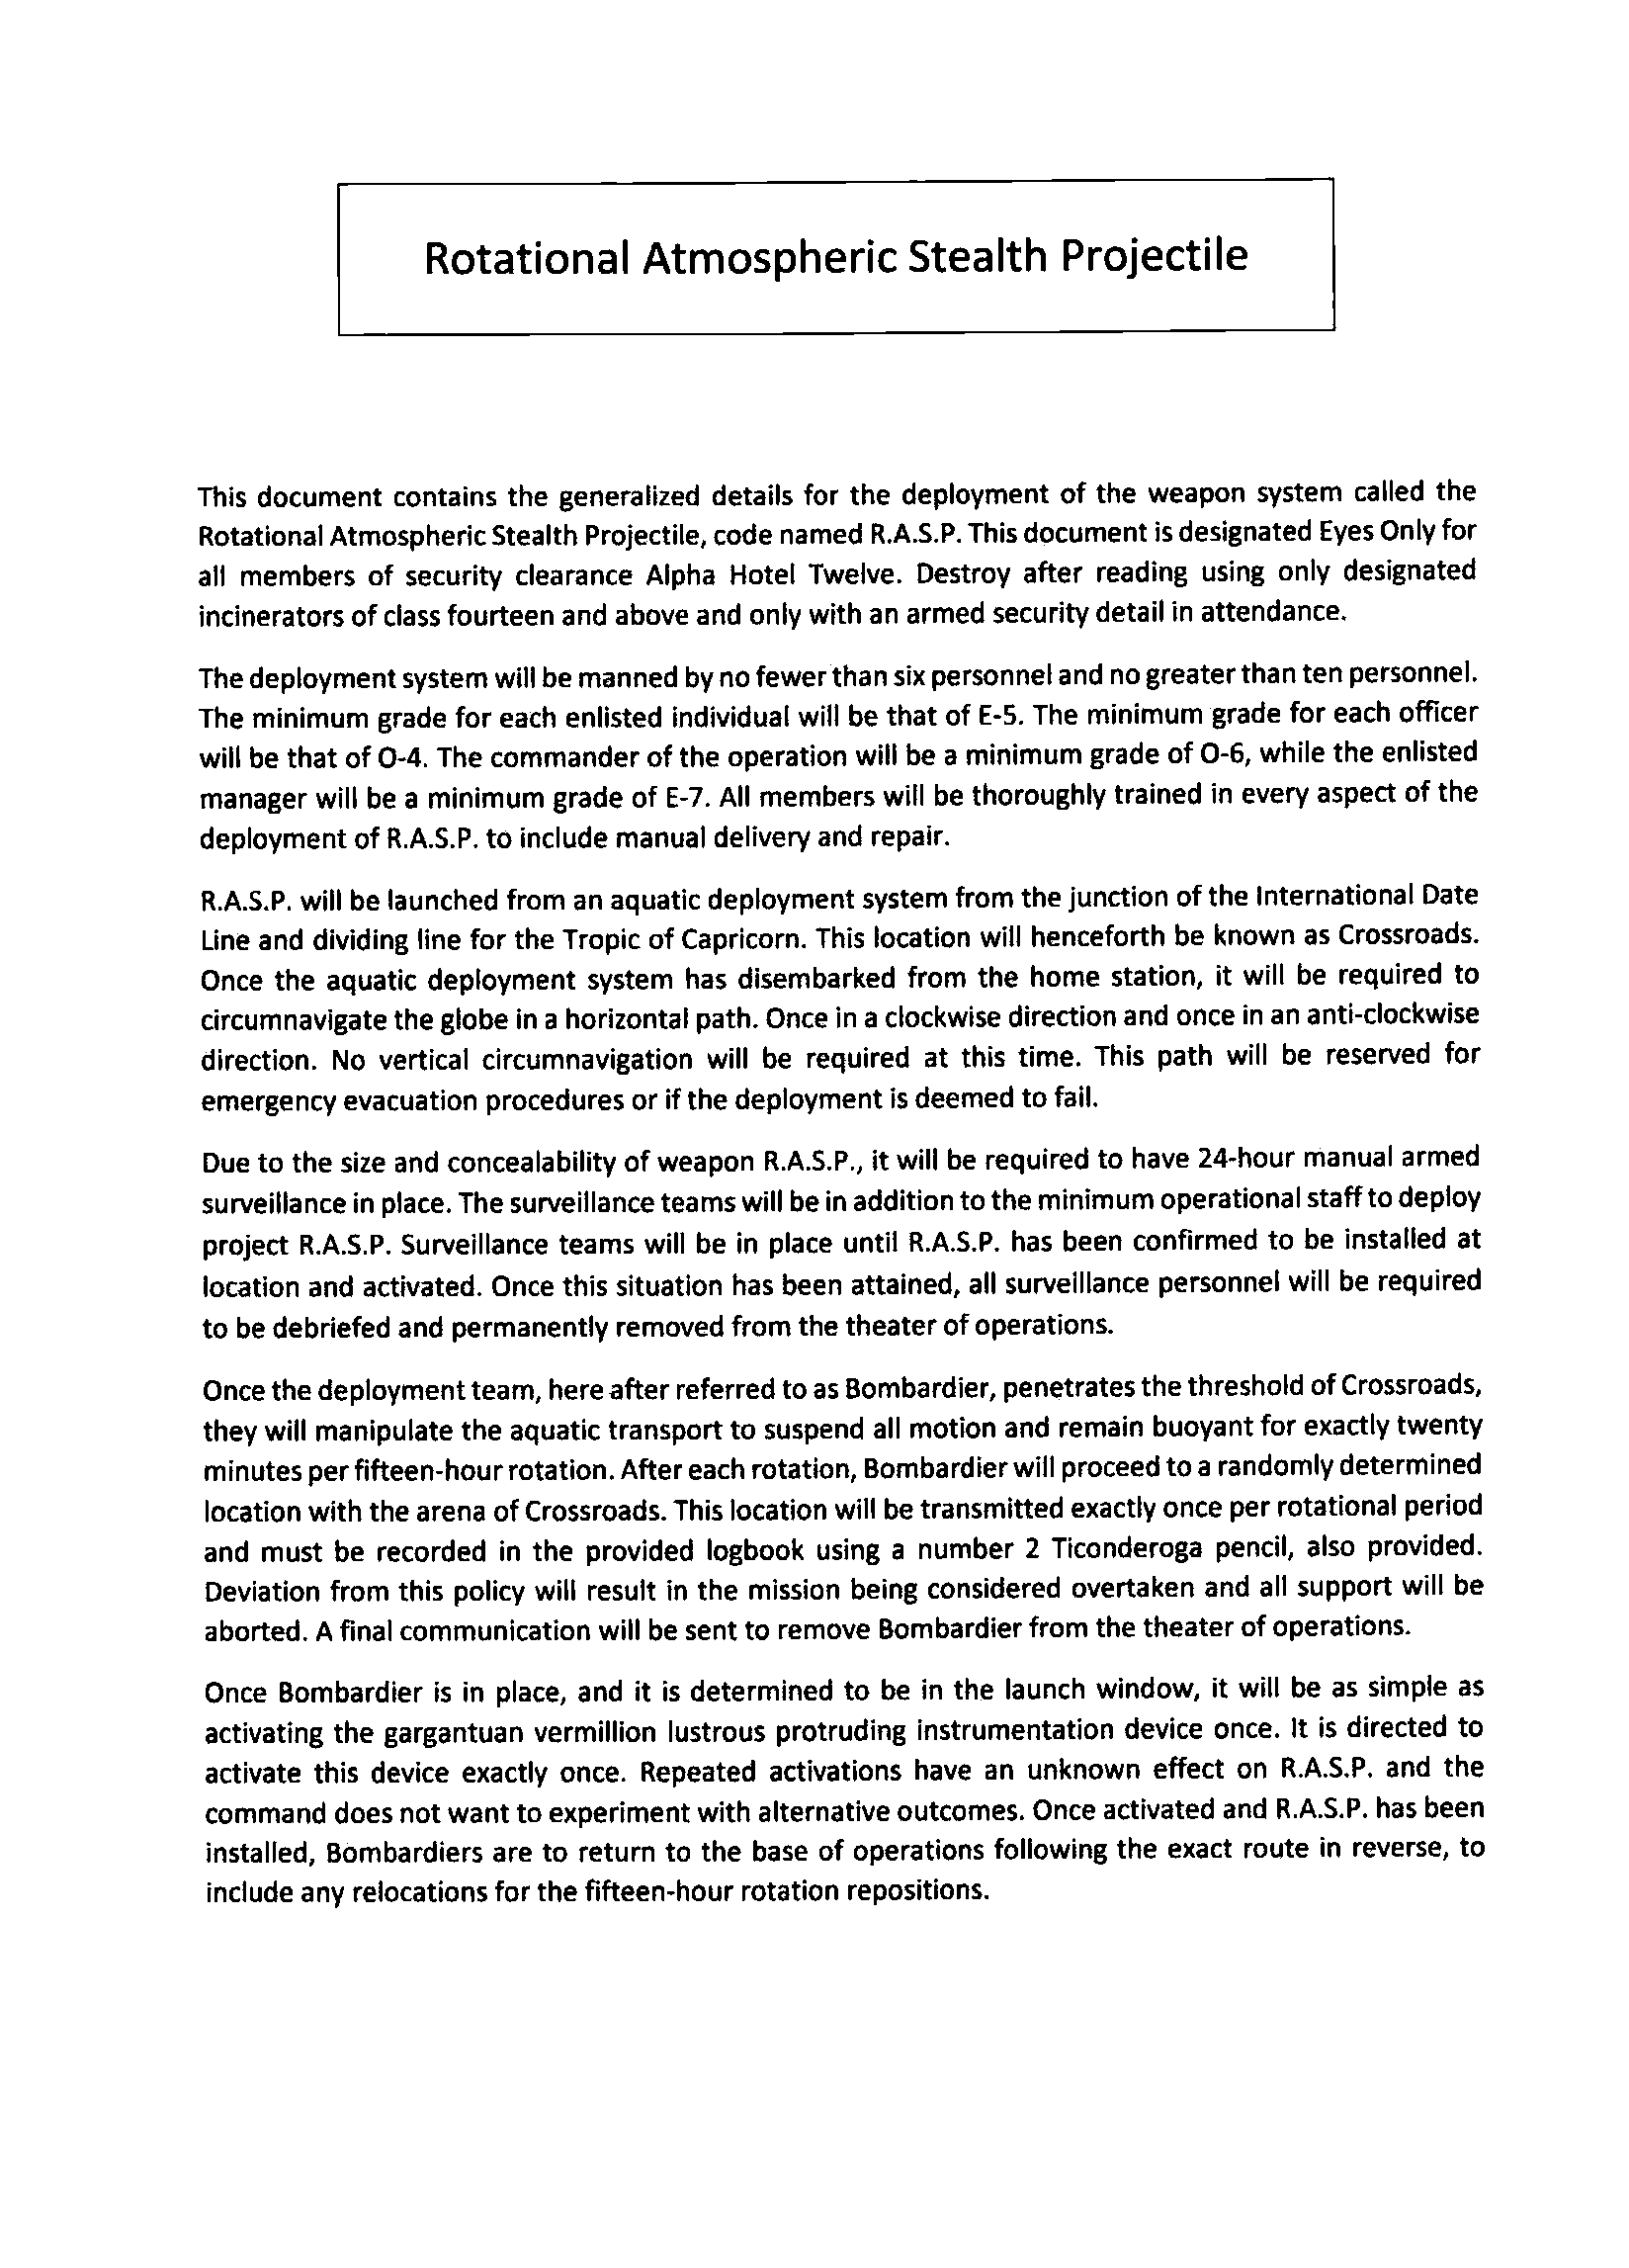 Rotational Atmospheric Stealth Projectile
This document contains the generalized details for the deployment of the weapon system called the
Rotational Atmospheric Stealth Projectile, code named R.A.S.P. This document is designated Eyes Only for
all members of security clearance Alpha Hotel Twelve. Destroy after reading using only designated
incinerators of class fourteen and above and only with an armed security detail in attendance.
The deployment system will be manned by no fewer than six personnel and no greater than ten personnel.
The minimum grade for each enlisted individual will be that of E-5. The minimum grade for each officer
will be that of O-4. The commander of the operation will be a minimum grade of O-6, while the enlisted
manager will be a minimum grade of E-7. All members will be thoroughly trained in every aspect of the
deployment of R.A.S.P. to include manual delivery and repair.
R.A.S.P. will be launched from an aquatic deployment system from the junction of the International Date
Line and dividing line for the Tropic of Capricorn. This location will henceforth be known as Crossroads.
Once the aquatic deployment system has disembarked from the home station, it will be required to
circumnavigate the globe in a horizontal path. Once in a clockwise direction and once in an anti-clockwise
direction. No vertical circumnavigation will be required at this time. This path will be reserved for
emergency evacuation procedures or if the deployment is deemed to fail.
Due to the size and concealability of weapon R.A.S.P., it will be required to have 24-hour manual armed
surveillance in place. The surveillance teams will be in addition to the minimum operational staff to deploy
project R.A.S.P. Surveillance teams will be in place until R.A.S.P. has been confirmed to be installed at
location and activated. Once this situation has been attained, all surveillance personnel will be required
to be debriefed and permanently removed from the theater of operations.
Once the deployment team, here after referred to as Bombardier, penetrates the threshold of Crossroads,
they will manipulate the aquatic transport to suspend all motion and remain buoyant for exactly twenty
minutes per fifteen-hour rotation. After each rotation, Bombardier will proceed to a randomly determined
location with the arena of Crossroads. This location will be transmitted exactly once per rotational period
and must be recorded in the provided logbook using a number 2 Ticonderoga pencil, also provided.
Deviation from this policy will result in the mission being considered overtaken and all support will be
aborted. A final communication will be sent to remove Bombardier from the theater of operations.
Once Bombardier is in place, and it is determined to be in the launch window, it will be as simple as
activating the gargantuan vermillion lustrous protruding instrumentation device once. It is directed to
activate this device exactly once. Repeated activations have an unknown effect on R.A.S.P. and the
command does not want to experiment with alternative outcomes. Once activated and R.A.S.P. has been
installed, Bombardiers are to return to the base of operations following the exact route in reverse, to
include any relocations for the fifteen-hour rotation repositions.